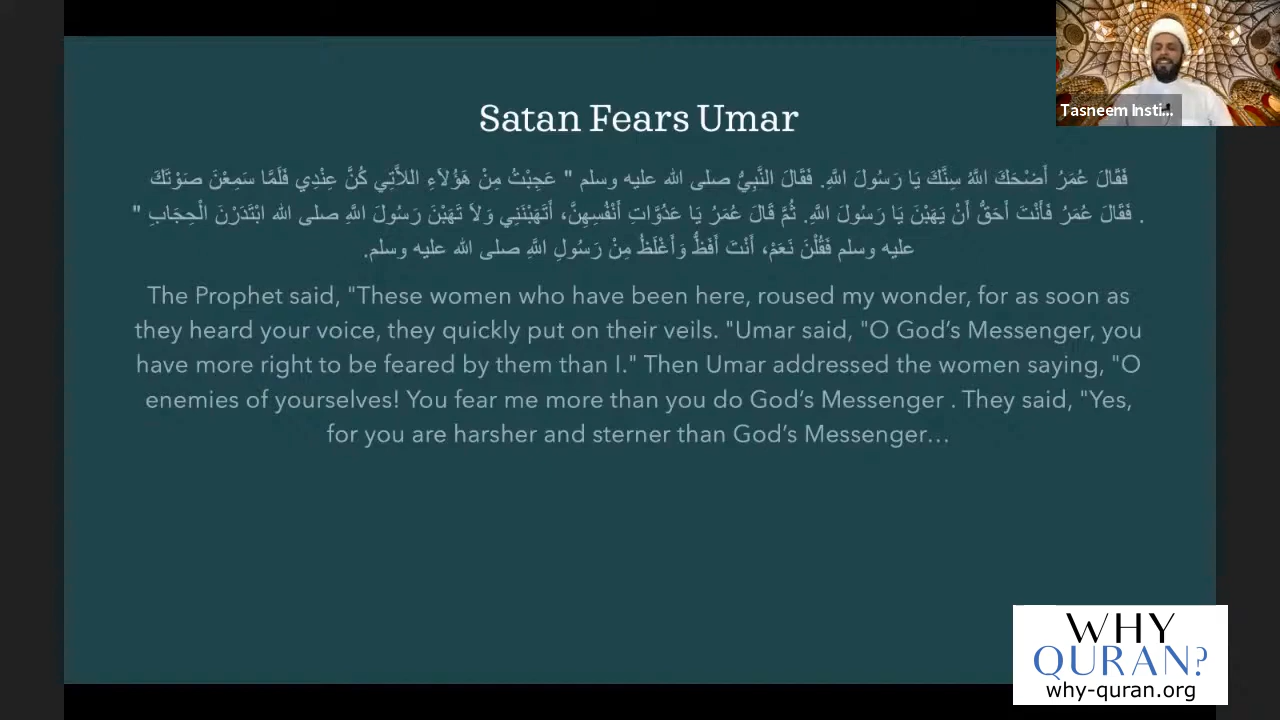 Satan Fears Umar
Tasneem Insti...
فَقَالَ عُمَرُ أَضْحَكَ اللَّهُ سِنَّكَ يَا رَسُولَ اللَّهِ. فَقَالَ النَّبِيُّ صلى الله عليه وسلم " عَجِبْتُ مِنْ هَؤُلاَءِ اللاَّتِي كُنَّ عِنْدِي فَلَمَّا سَمِعْنَ صَوْتَكَ
ابْتَدَرْنَ الْحِجَابِ " . فَقَالَ عُمَرُ فَأَنْتَ أَحَقُّ أَنْ يَهَبْنَ يَا رَسُولَ اللَّهِ. ثُمَّ قَالَ عُمَرُ يَا عَدُوَّاتِ أَنْفُسِهِنَّ، أَتَهَبْنَنِي وَلاَ تَهَبْنَ رَسُولَ اللَّهِ صلى الله
عليه وسلم فَقُلْنَ نَعَمْ، أَنْتَ أَفَظُّ وَأَغْلَظُ مِنْ رَسُولِ اللَّهِ صلى الله عليه وسلم.
The Prophet said, "These women who have been here, roused my wonder, for as soon as
they heard your voice, they quickly put on their veils. "Umar said, "O God's Messenger, you
have more right to be feared by them than I." Then Umar addressed the women saying, "O
enemies of yourselves! You fear me more than you do God's Messenger . They said, "Yes,
for you are harsher and sterner than God's Messenger…
WHY
QURAN?
why-quran.org